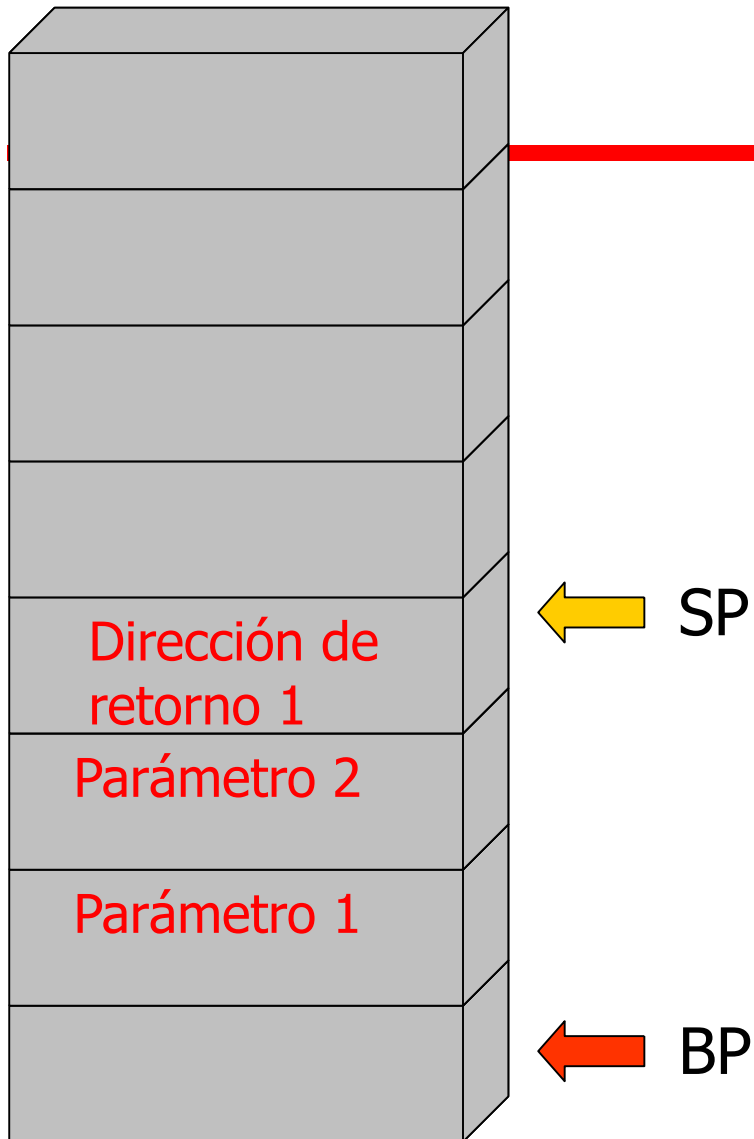 Dirección de
retorno 1
SP
Parámetro 2
Parámetro 1
BP